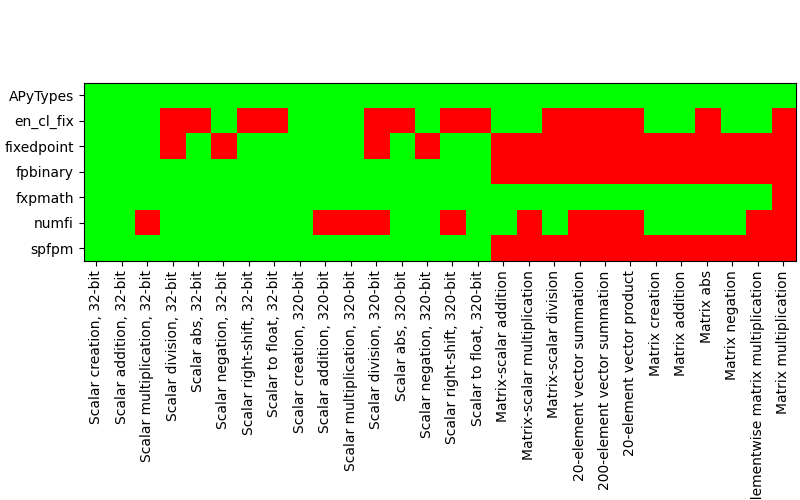 APyTypes
en_cl_fix
fixedpoint
fpbinary
fxpmath
numfi
spfpm
Scalar creation, 32-bit
Scalar addition, 32-bit
Scalar multiplication, 32-bit
Scalar division, 32-bit
Scalar abs, 32-bit
Scalar negation, 32-bit
Scalar right-shift, 32-bit
Scalar to float, 32-bit
Scalar creation, 320-bit
Scalar addition, 320-bit
Scalar multiplication, 320-bit
Scalar division, 320-bit
Scalar abs, 320-bit
Scalar negation, 320-bit
Scalar right-shift, 320-bit
Scalar to float, 320-bit
Matrix-scalar addition
Matrix-scalar multiplication
Matrix-scalar division
20-element vector summation
200-element vector summation
20-element vector product
Matrix creation
Matrix addition
Matrix abs
Matrix negation
lementwise matrix multiplication
Matrix multiplication